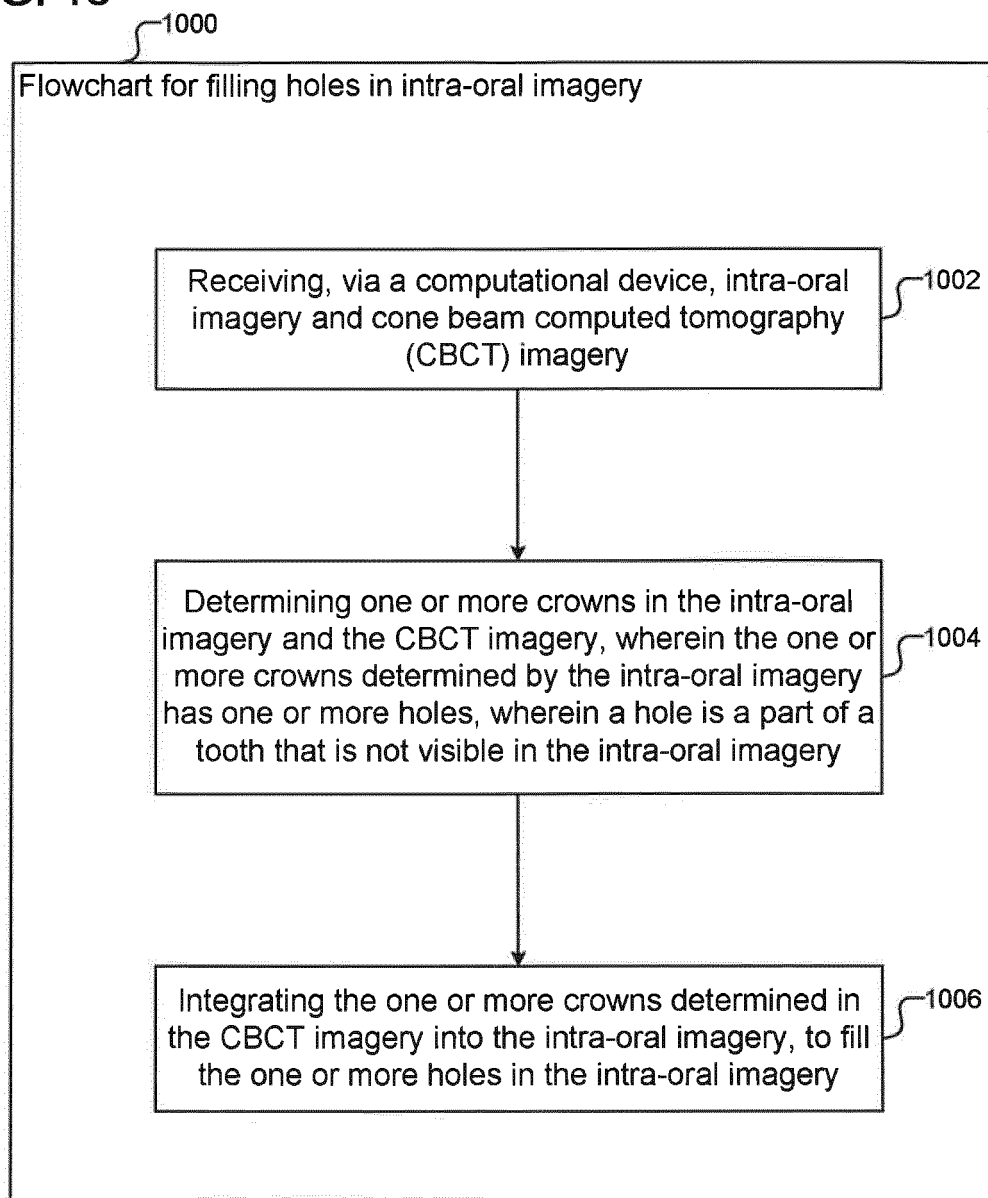 1000
Flowchart for filling holes in intra-oral imagery
Receiving, via a computational device, intra-oral
imagery and cone beam computed tomography
(CBCT) imagery
1002
Determining one or more crowns in the intra-oral
imagery and the CBCT imagery, wherein the one or
more crowns determined by the intra-oral imagery
has one or more holes, wherein a hole is a part of a
tooth that is not visible in the intra-oral imagery
1004
Integrating the one or more crowns determined in
the CBCT imagery into the intra-oral imagery, to fill
the one or more holes in the intra-oral imagery
1006